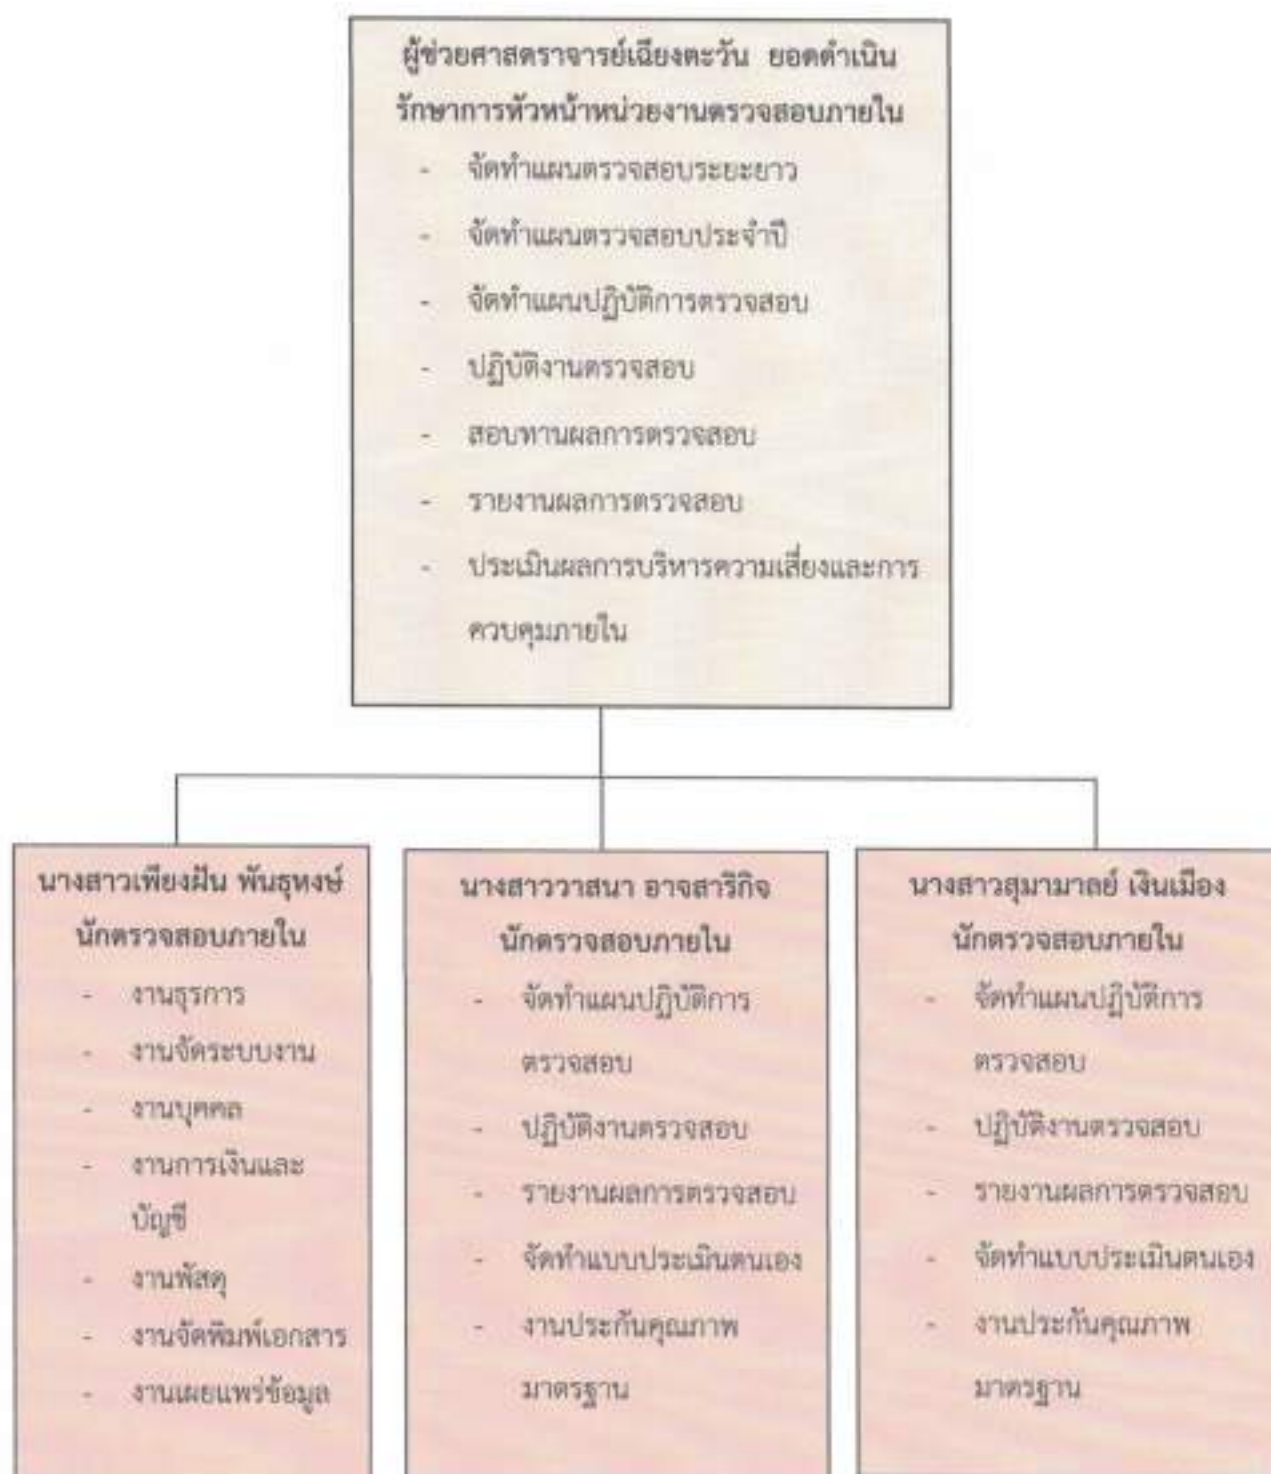 ผู้ช่วยศาสตราจารย์เฉียงตะวัน ยอดดำเนิน
รักษาการหัวหน้าหน่วยงานตรวจสอบภายใน
- จัดทำแผนตรวจสอบระยะยาว
- จัดทำแผนตรวจสอบประจำปี
- จัดทำแผนปฏิบัติการตรวจสอบ
- ปฏิบัติงานตรวจสอบ
- สอบทานผลการตรวจสอบ
- รายงานผลการตรวจสอบ
- ประเมินผลการบริหารความเสี่ยงและการ
ควบคุมภายใน
นางสาวเพียงฝัน พันธุหงษ์
นักตรวจสอบภายใน
- งานธุรการ
- งานจัดระบบงาน
- งานบุคคล
- งานการเงินและ
บัญชี
- งานพัสดุ
- งานจัดพิมพ์เอกสาร
- งานเผยแพร่ข้อมูล
นางสาววาสนา อาจสาริกิจ
นักตรวจสอบภายใน
- จัดทำแผนปฏิบัติการ
ตรวจสอบ
- ปฏิบัติงานตรวจสอบ
- รายงานผลการตรวจสอบ
- จัดทำแบบประเมินตนเอง
- งานประกันคุณภาพ
มาตรฐาน
นางสาวสุมามาลย์ เงินเมือง
นักตรวจสอบภายใน
- จัดทำแผนปฏิบัติการ
ตรวจสอบ
- ปฏิบัติงานตรวจสอบ
- รายงานผลการตรวจสอบ
- จัดทำแบบประเมินตนเอง
- งานประกันคุณภาพ
มาตรฐาน